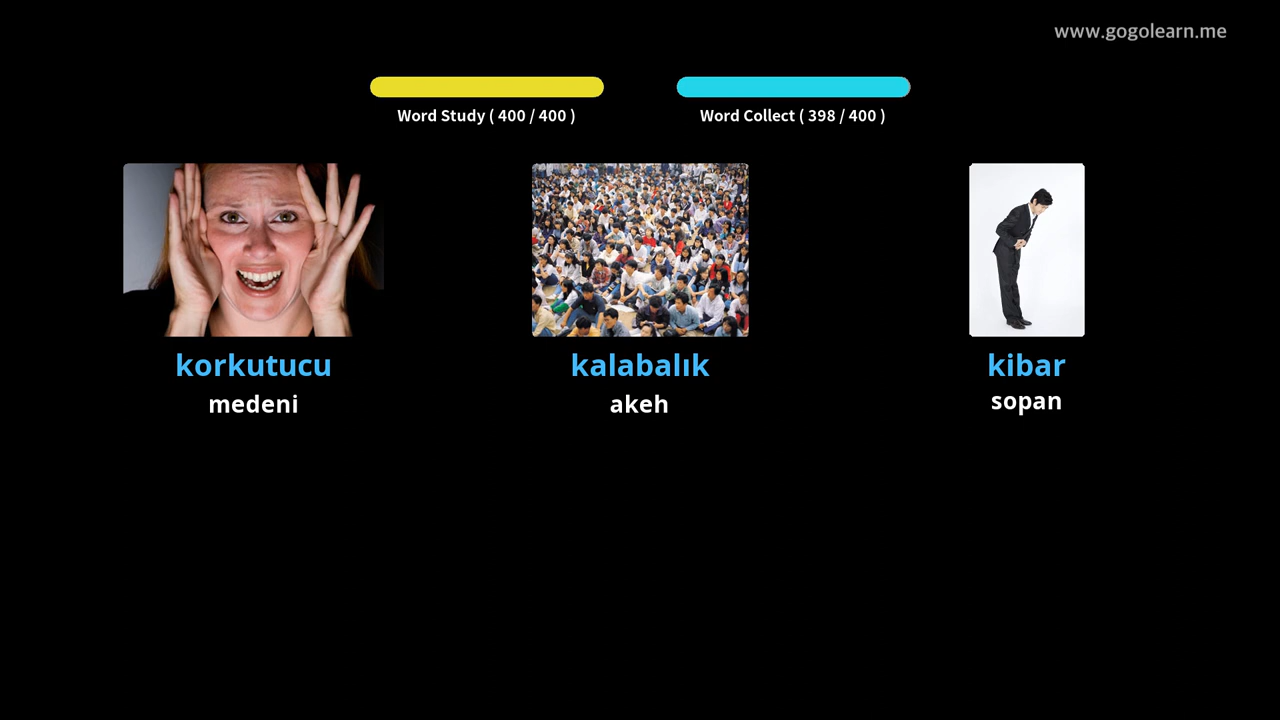 www.gogolearn.me
Word Study ( 400 / 400 )
Word Collect ( 398 / 400 )
korkutucu
medeni
kalabalık
akeh
kibar
sopan